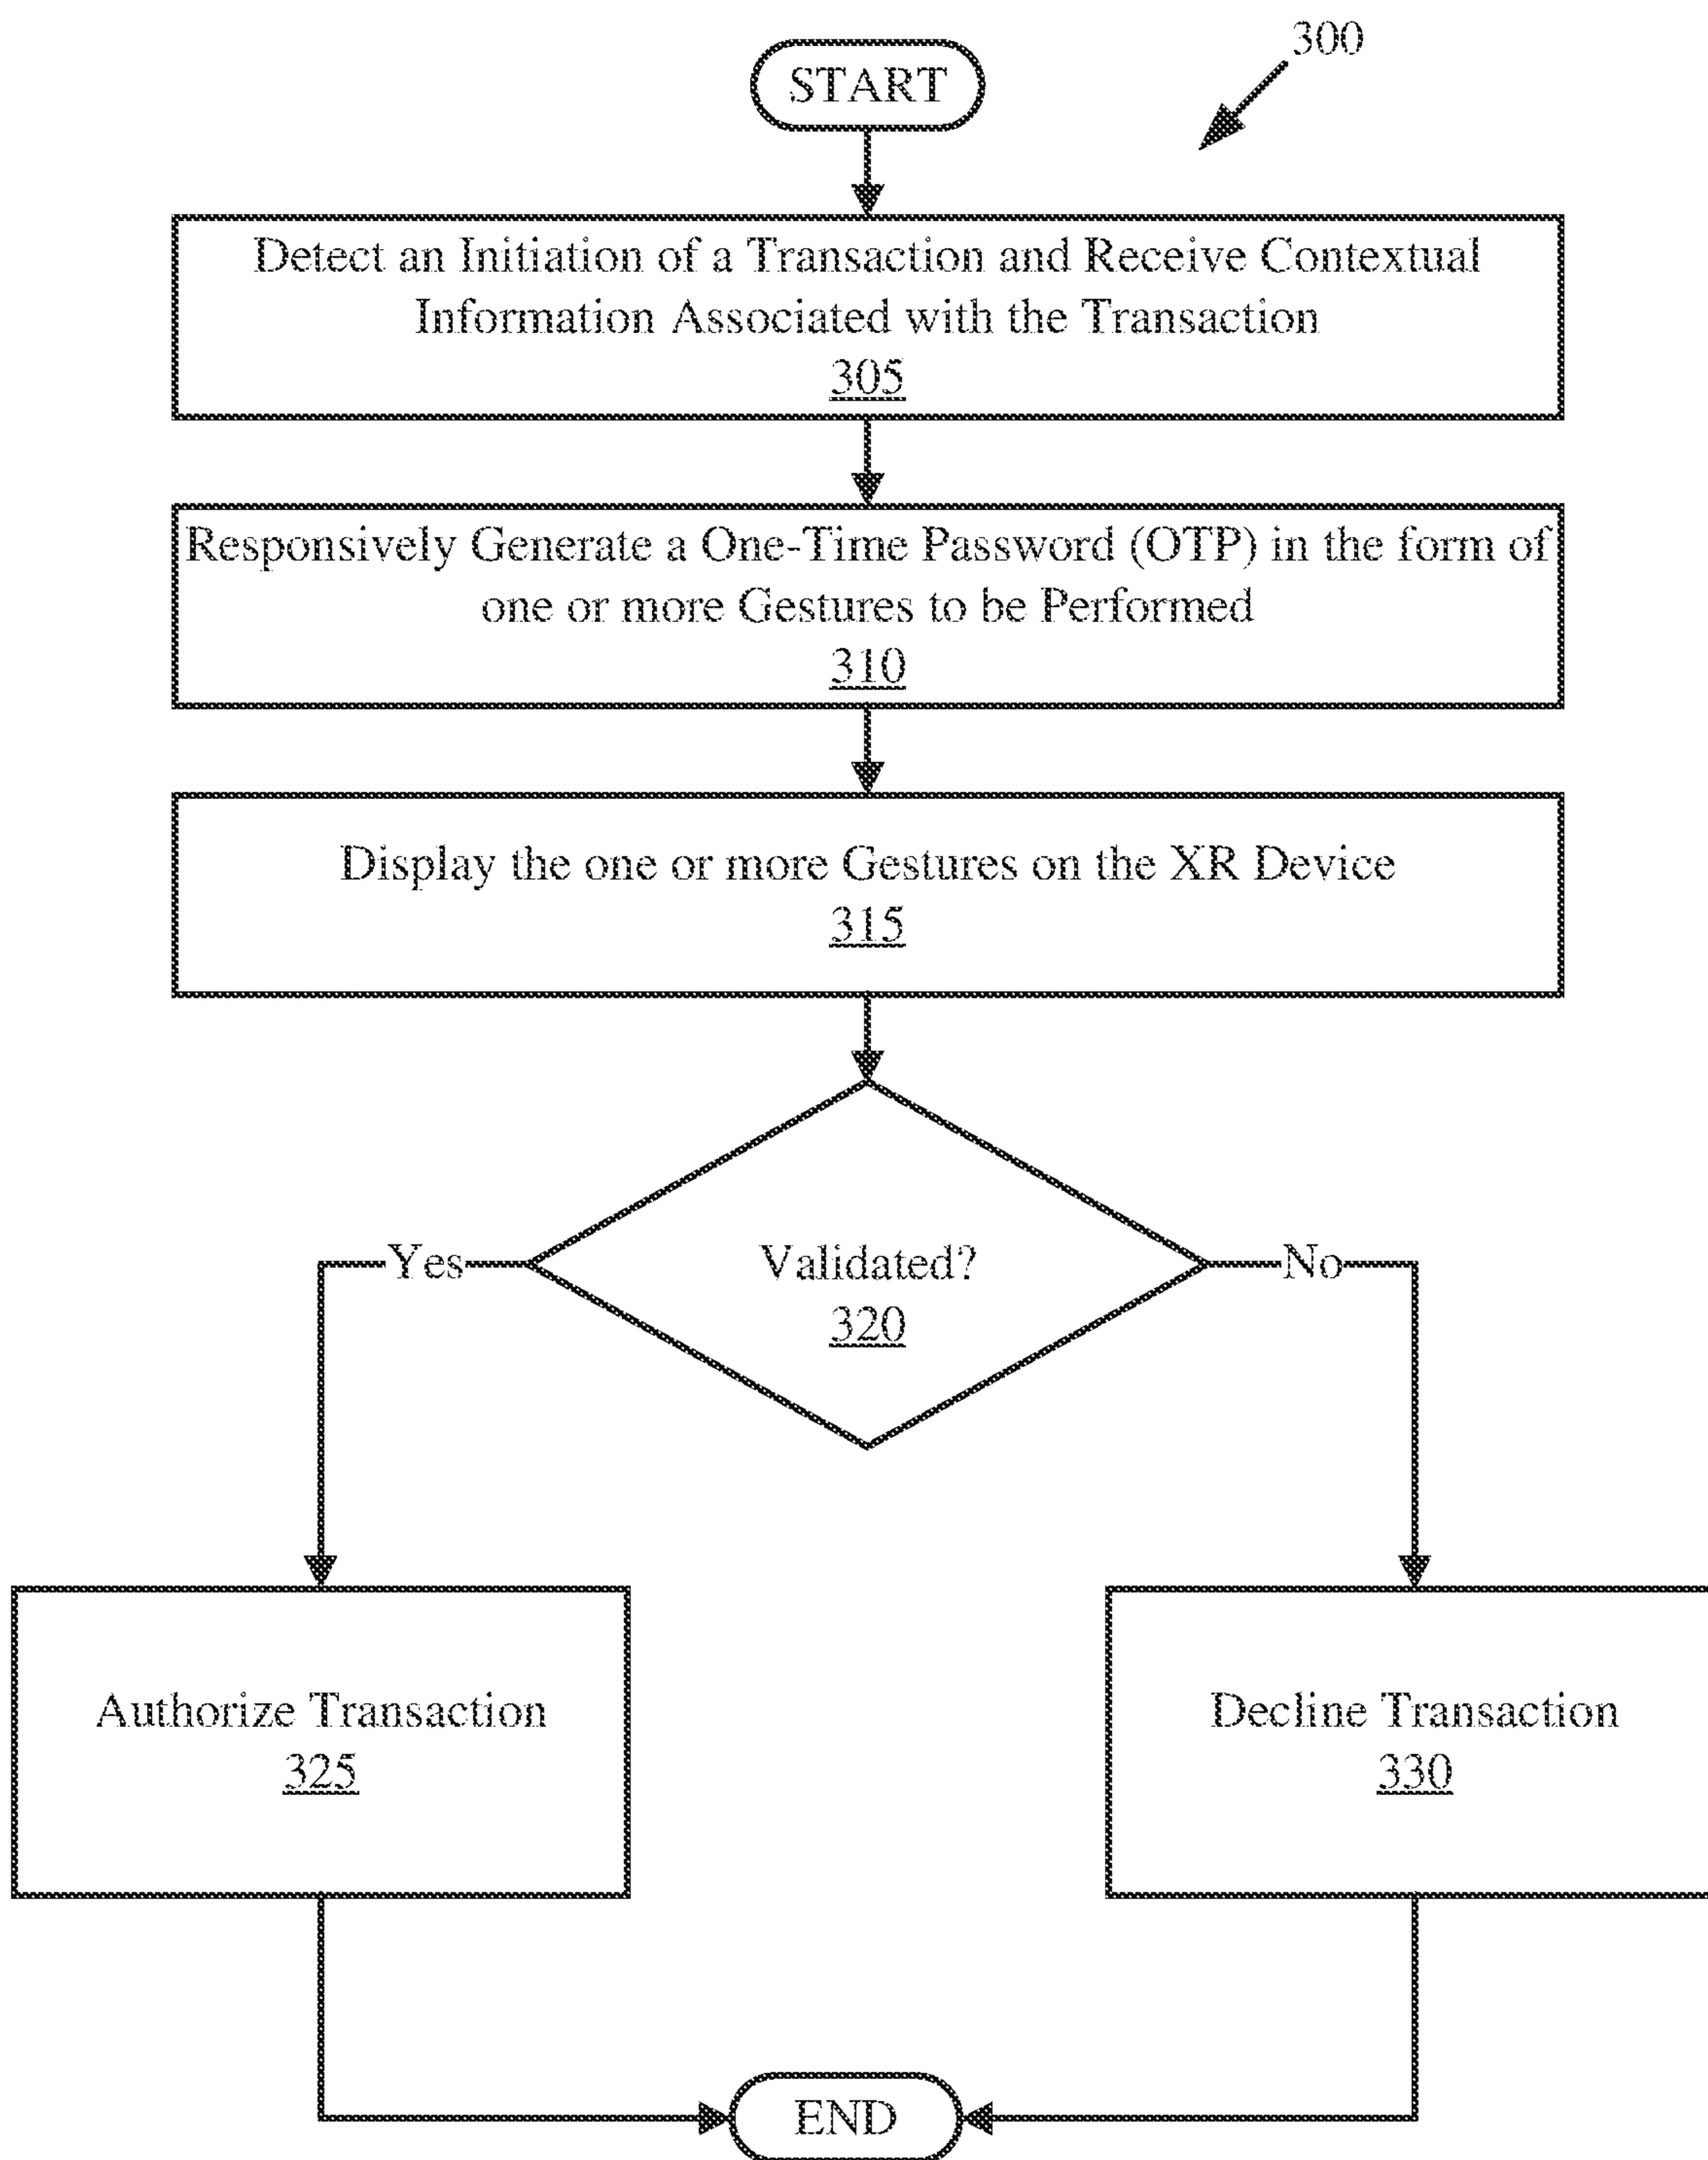 300
START
Detect an Initiation of a Transaction and Receive Contextual
Information Associated with the Transaction
305
Responsively Generate a One-Time Password (OTP) in the form of
one or more Gestures to be Performed
310
Display the one or more Gestures on the XR Device
315
Validated?
320
Yes
No
Authorize Transaction
325
Decline Transaction
330
END